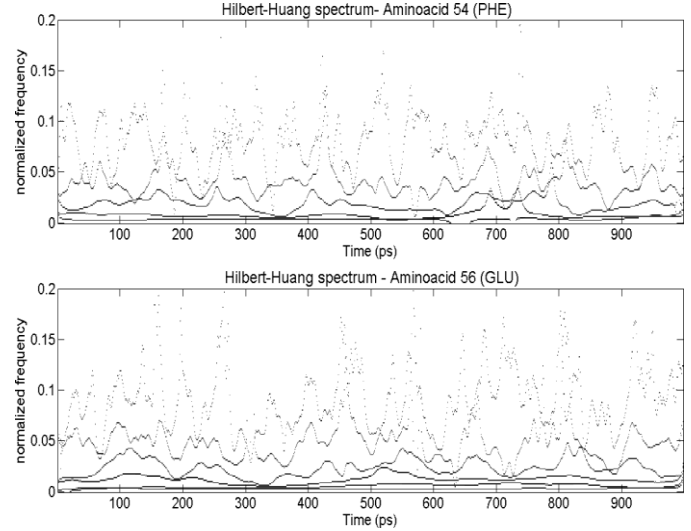 Hilbert-Huang spectrum- Aminoacid 54 (PHE)
normalized frequency
0.2
0.15
0.1
0.05
0
100 200 300 400 500 600 700 800 900
Time (ps)
Hilbert-Huang spectrum - Aminoacid 56 (GLU)
normalized frequency
0.2
0.15
0.1
0.05
0
100 200 300 400 500 600 700 800 900
Time (ps)